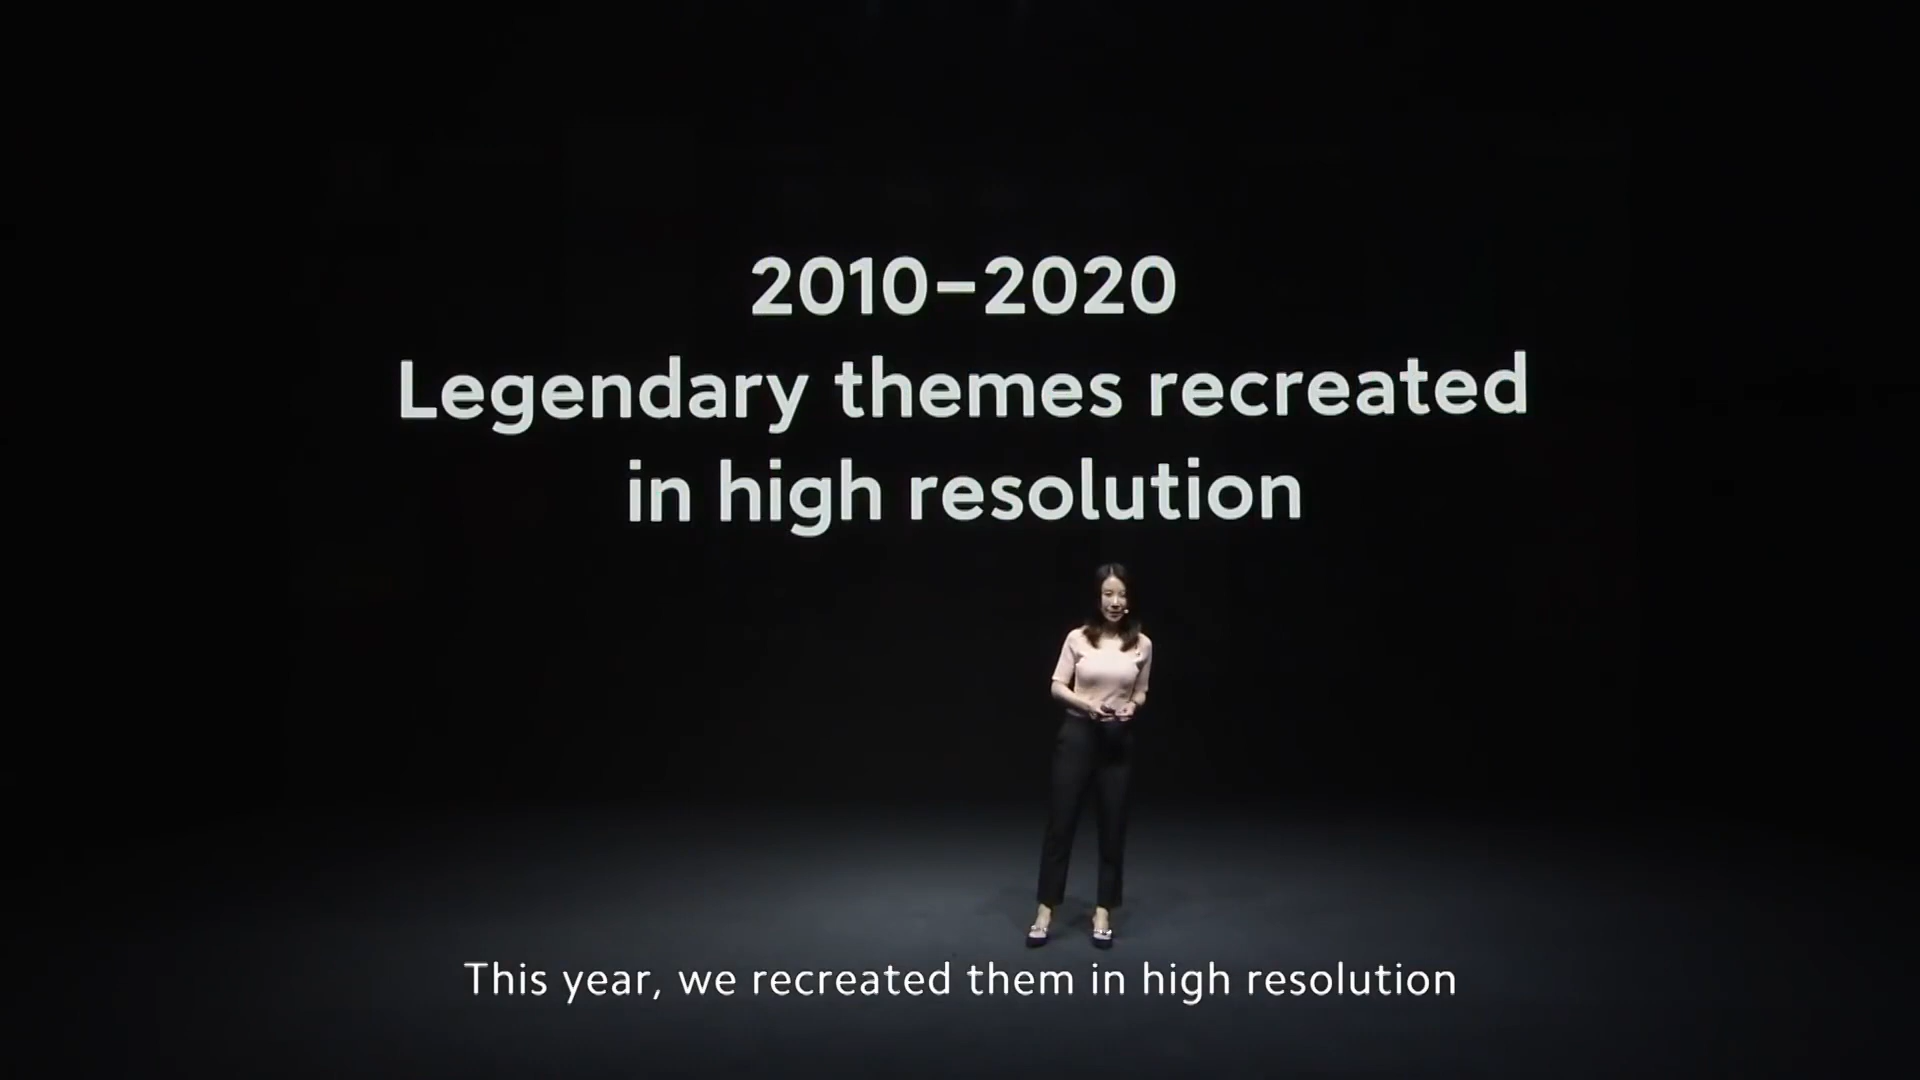 2010–2020
Legendary themes recreated
in high resolution
This year, we recreated them in high resolution